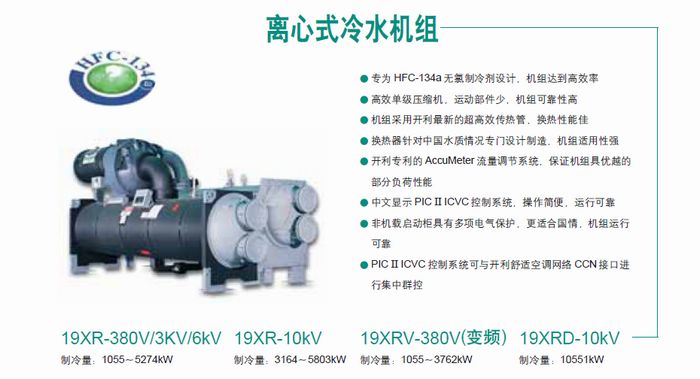 离心式冷水机组
HFC-134a
专为 HFC-134a 无氯制冷剂设计，机组达到高效率
高效单级压缩机，运动部件少，机组可靠性高
机组采用开利最新的超高效传热管，换热性能佳
换热器针对中国水质情况专门设计制造，机组适用性强
开利专利的 AccuMeter 流量调节系统，保证机组具优越的
部分负荷性能
中文显示 PIC II ICVC 控制系统，操作简便，运行可靠
非机载启动柜具有多项电气保护，更适合国情，机组运行
可靠
PIC II ICVC 控制系统可与开利舒适空调网络 CCN 接口进
行集中群控
19XR-380V/3KV/6kV 19XR-10kV 19XRV-380V(变频) 19XRD-10kV
制冷量：1055～5274kW 制冷量：3164～5803kW 制冷量：1055～3762kW 制冷量：10551kW